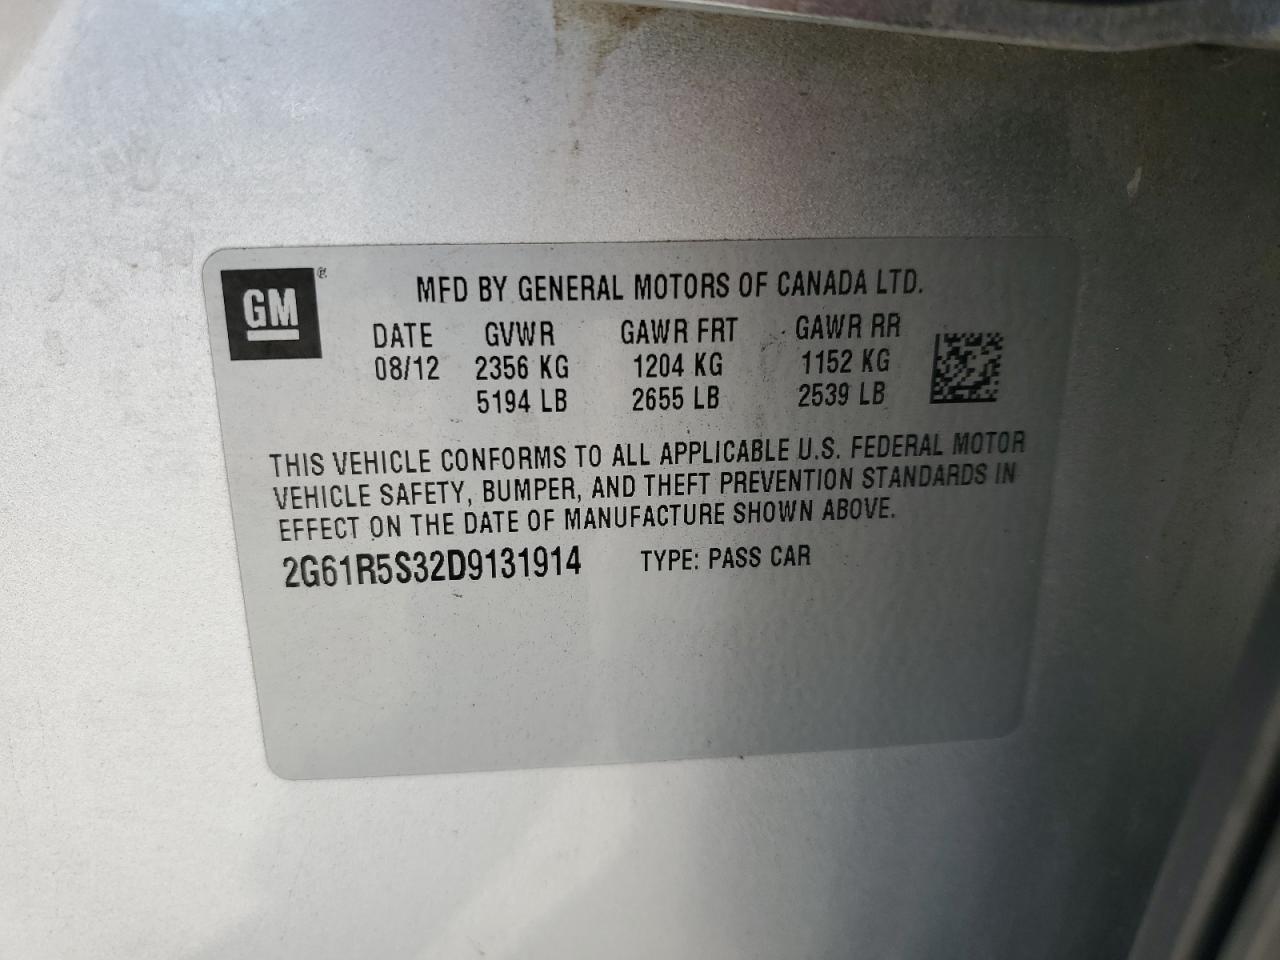 GM®
MFD BY GENERAL MOTORS OF CANADA LTD.
DATE GVWR GAWR FRT GAWR RR
08/12 2356 KG 1204 KG 1152 KG
5194 LB 2655 LB 2539 LB
THIS VEHICLE CONFORMS TO ALL APPLICABLE U.S. FEDERAL MOTOR
VEHICLE SAFETY, BUMPER, AND THEFT PREVENTION STANDARDS IN
EFFECT ON THE DATE OF MANUFACTURE SHOWN ABOVE.
2G61R5S32D9131914 TYPE: PASS CAR